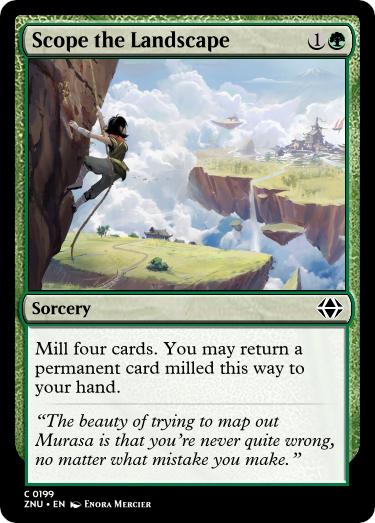 Scope the Landscape 1
Sorcery
Mill four cards. You may return a
permanent card milled this way to
your hand.
“The beauty of trying to map out
Murasa is that you’re never quite wrong,
no matter what mistake you make.”
C 0199
ZNU • EN Enora Mercier